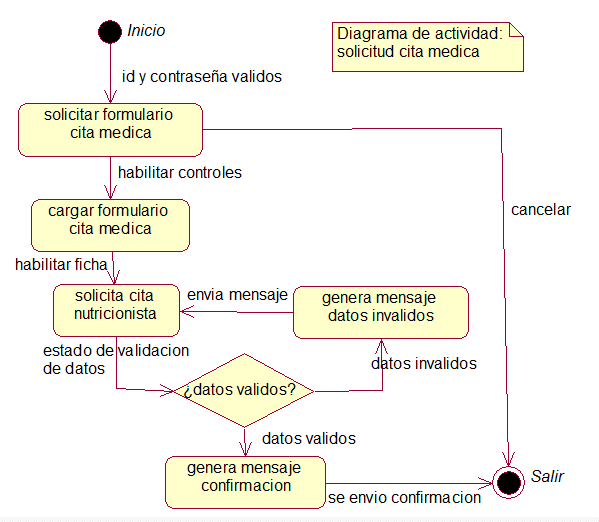 Inicio
Diagrama de actividad:
solicitud cita medica
id y contraseña validos
solicitar formulario
cita medica
habilitar controles
cancelar
cargar formulario
cita medica
habilitar ficha
solicita cita
nutricionista
envia mensaje
genera mensaje
datos invalidos
estado de validacion
de datos
datos invalidos
¿datos validos?
datos validos
genera mensaje
confirmacion
se envio confirmacion
Salir